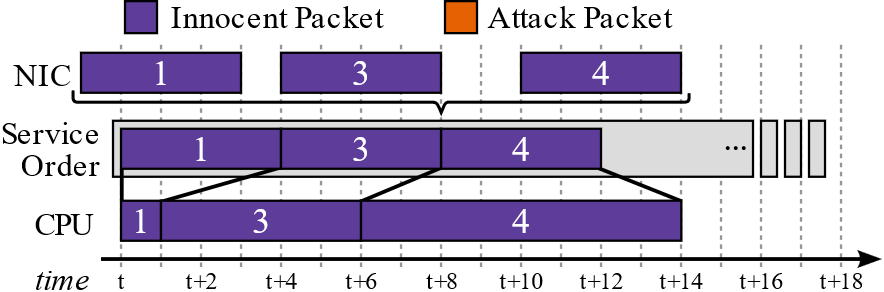 Innocent Packet Attack Packet
NIC 1 3 4
Service
Order 1 3 4 ...
CPU 1 3 4
time t t+2 t+4 t+6 t+8 t+10 t+12 t+14 t+16 t+18